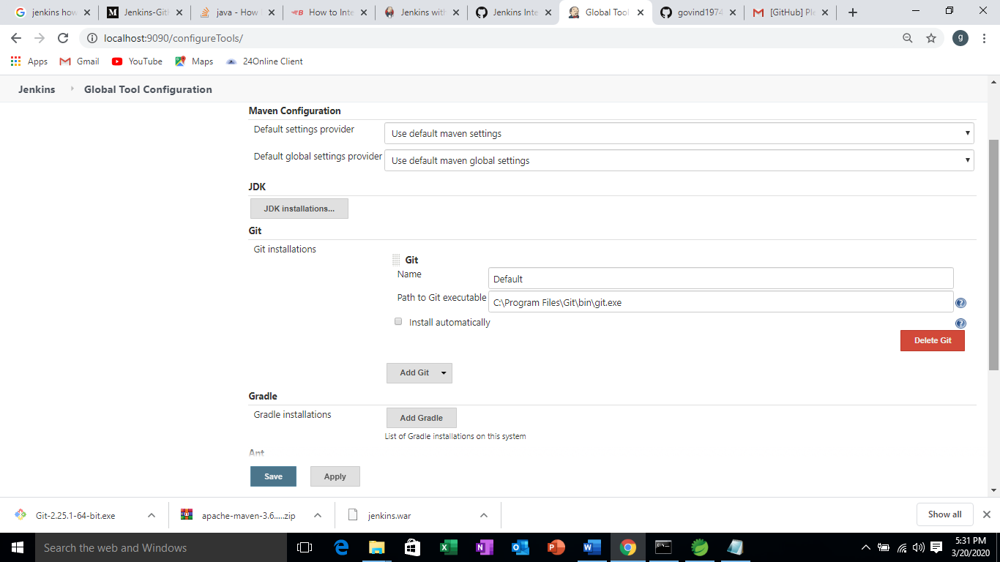 jenkins how
Jenkins-Gith
java - How
How to Inte
Jenkins with
Jenkins Inte
Global Tool
govind1974
[GitHub] Ple
localhost:9090/configureTools/
g
Apps
Gmail
YouTube
Maps
24Online Client
Jenkins
Global Tool Configuration
Maven Configuration
Default settings provider
Use default maven settings
Default global settings provider
Use default maven global settings
JDK
JDK installations...
Git
Git installations
Git
Name
Default
Path to Git executable
C:\Program Files\Git\bin\git.exe
Install automatically
Delete Git
Add Git
Gradle
Gradle installations
Add Gradle
List of Gradle installations on this system
Ant
Save
Apply
Git-2.25.1-64-bit.exe
apache-maven-3.6.....zip
jenkins.war
Show all
Search the web and Windows
5:31 PM
3/20/2020